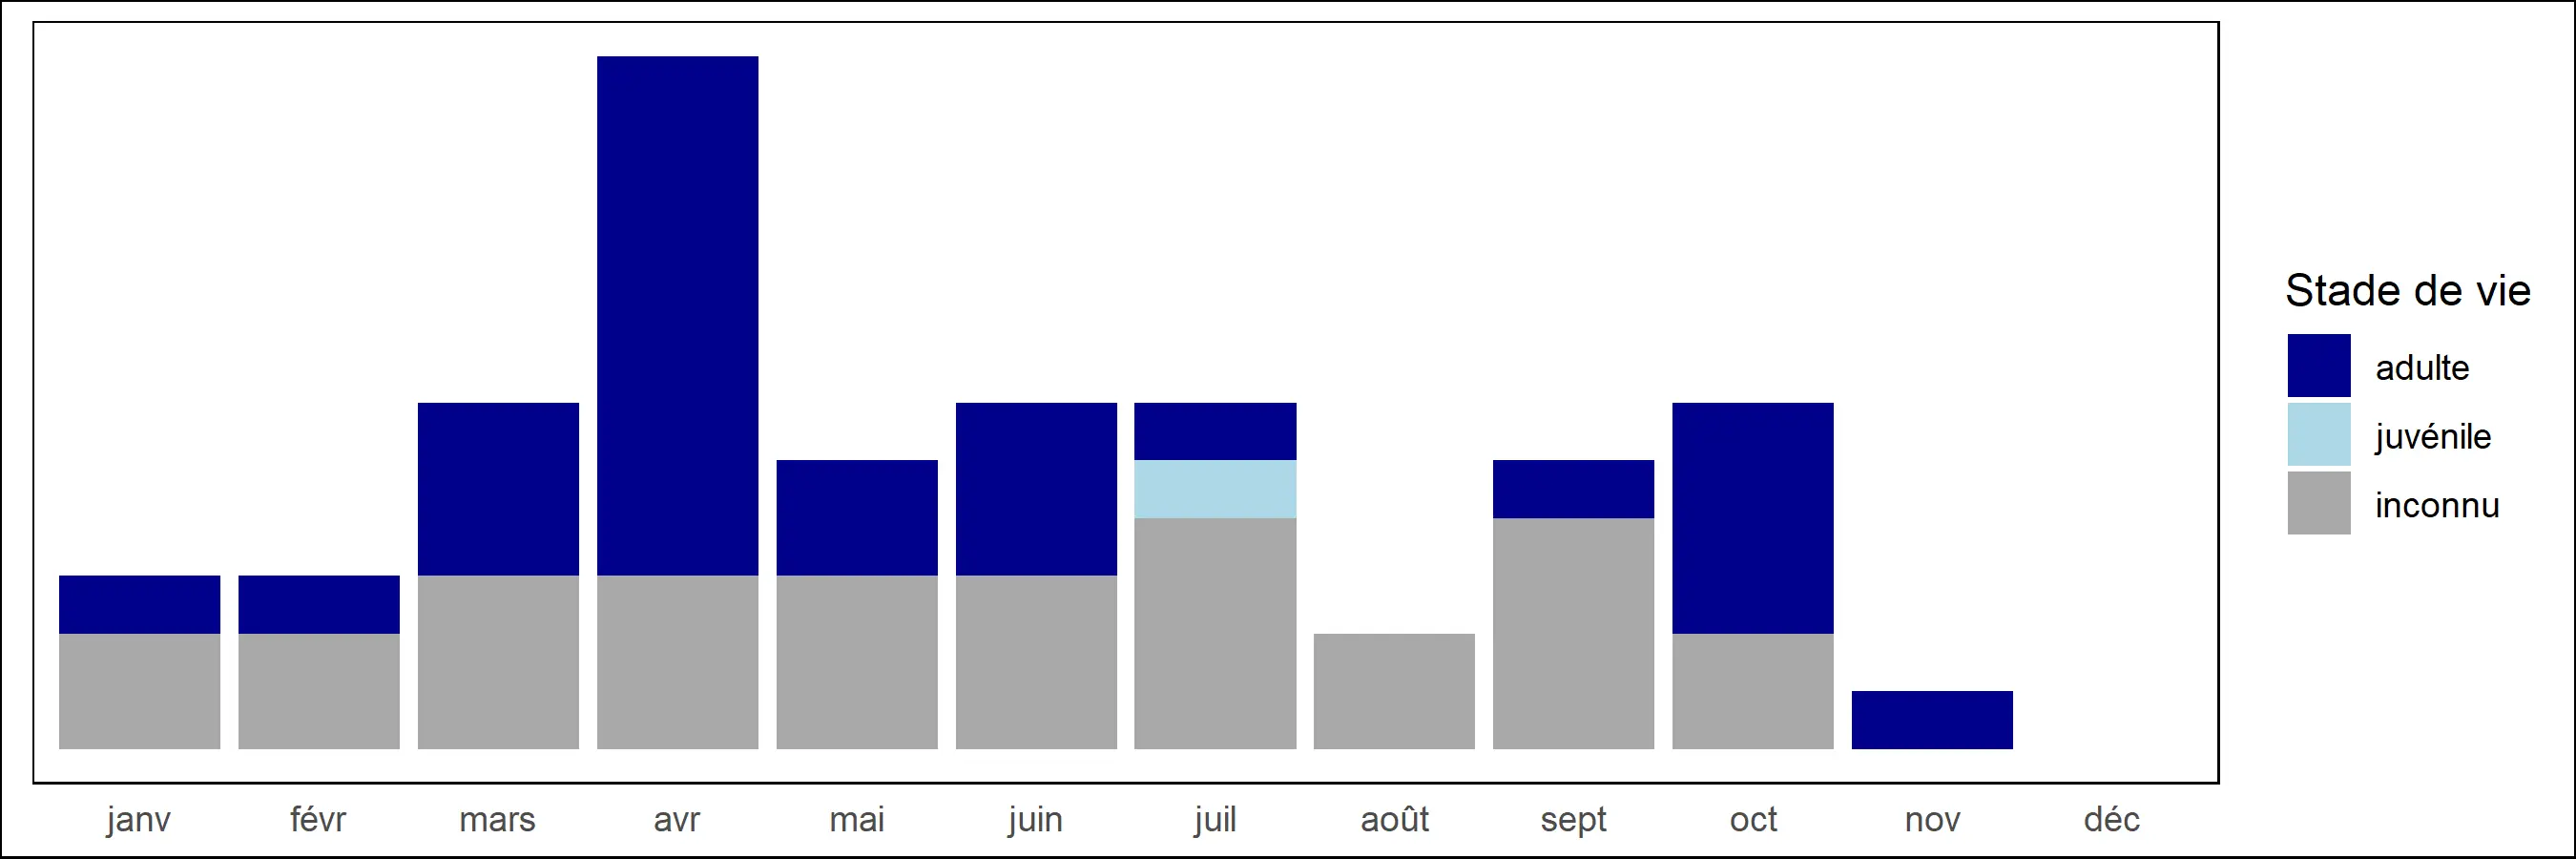 Stade de vie
adulte
juvénile
inconnu
janv févr mars avr mai juin juil août sept oct nov déc